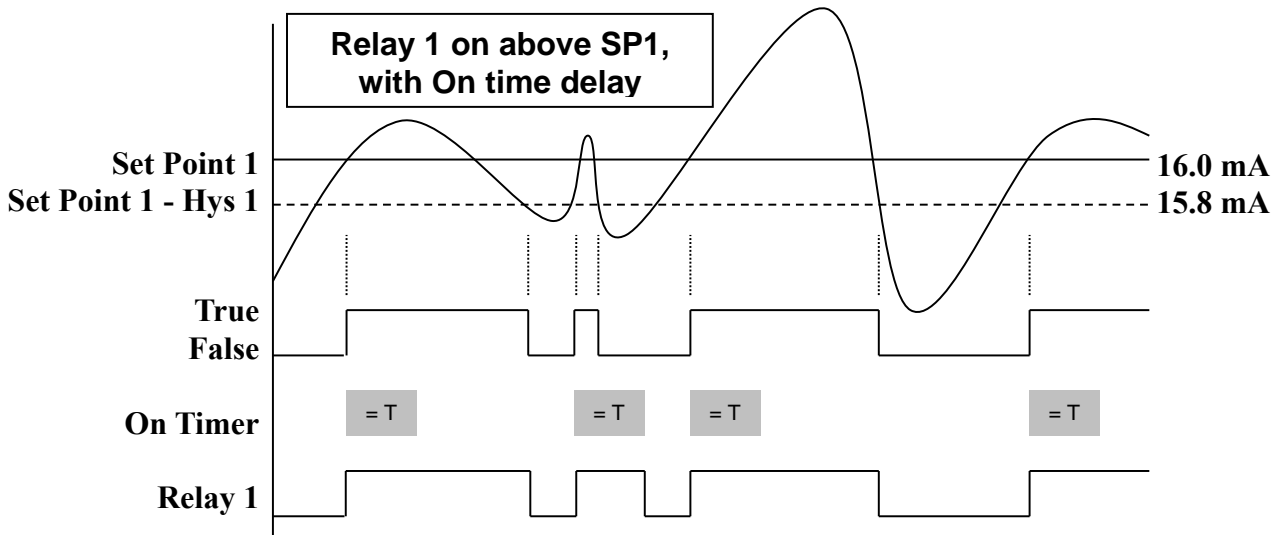 Relay 1 on above SP1,
with On time delay
Set Point 1
16.0 mA
Set Point 1 - Hys 1
15.8 mA
True
False
On Timer
= T
= T
= T
= T
Relay 1